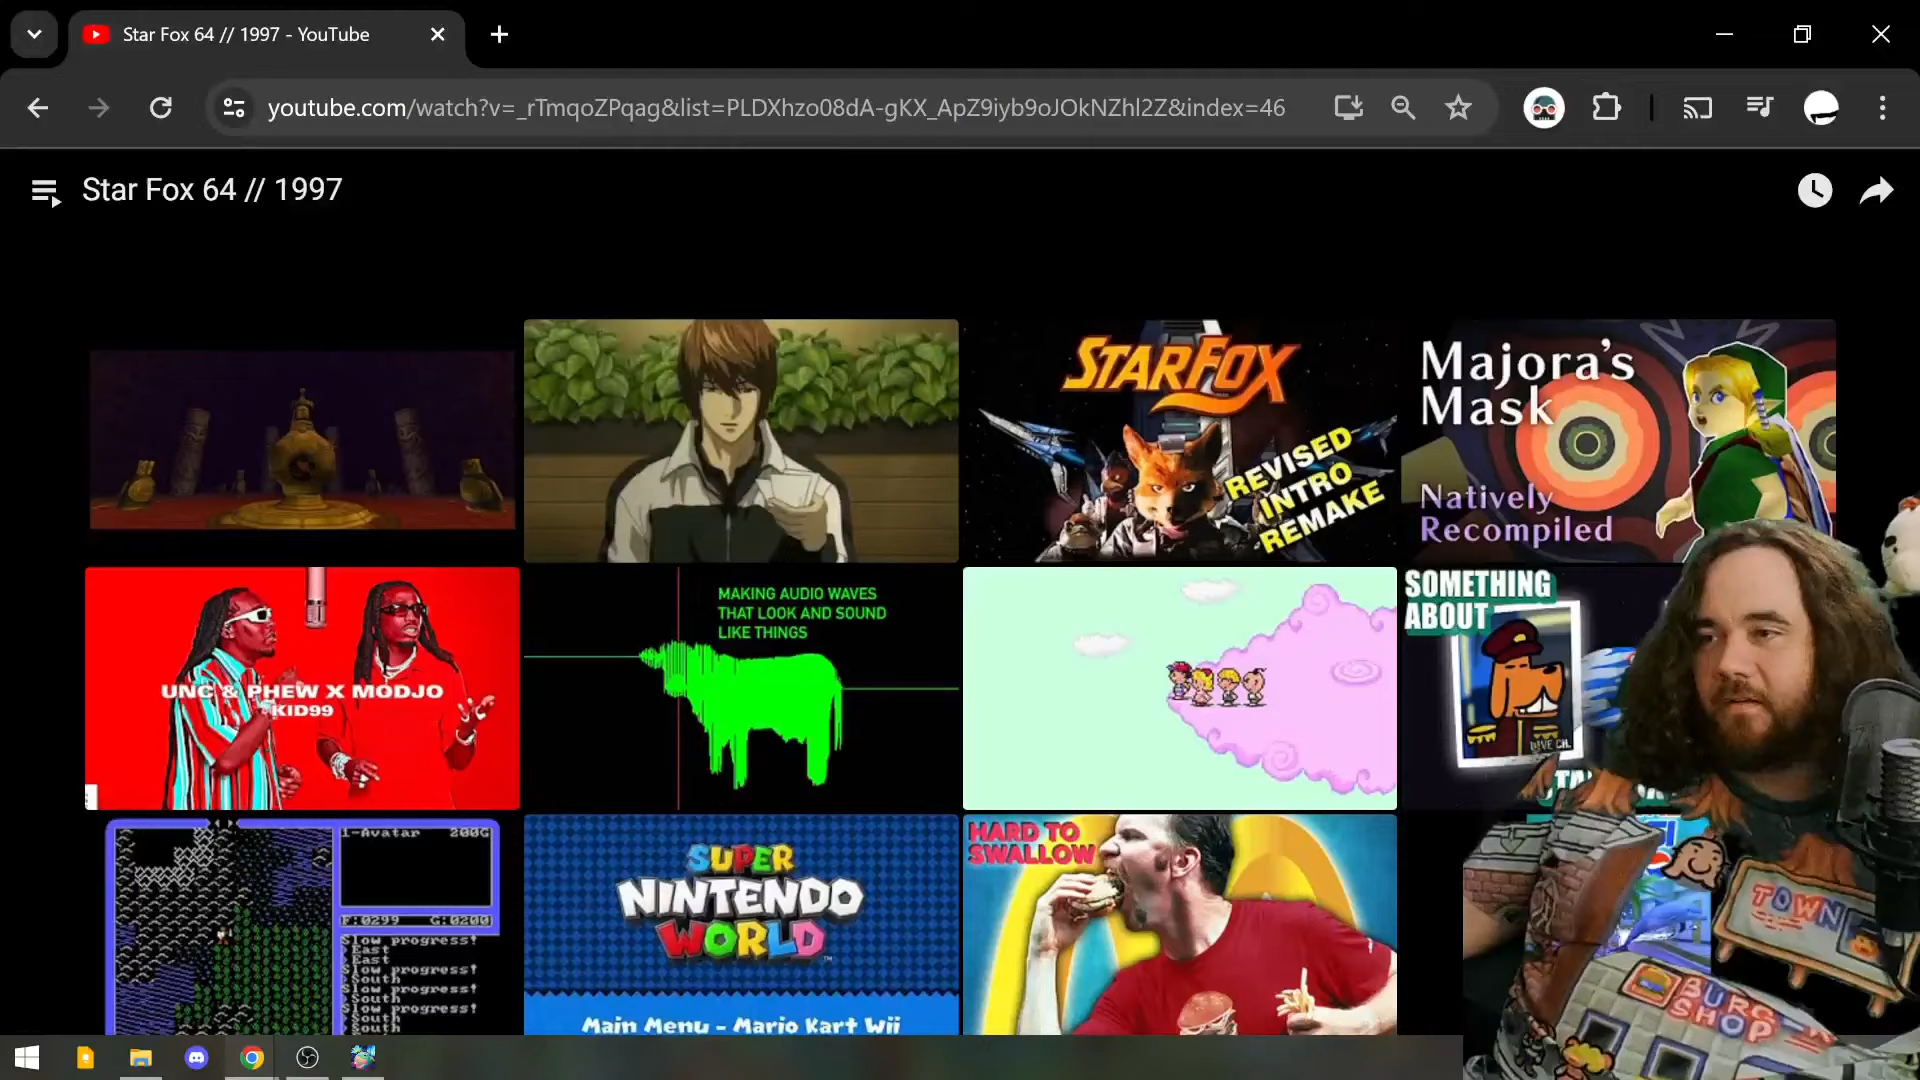 Star Fox 64 // 1997 - YouTube
youtube.com/watch?v=_rTmqoZPqag&list=PLDXhzo08dA-gKX_ApZ9iyb9oJOkNZhl2Z&index=46
Star Fox 64 // 1997
STARFOX
REVISED
INTRO
REMAKE
Majora's
Mask
Natively
Recompiled
UNC & PHEW X MODJO
KID99
MAKING AUDIO WAVES
THAT LOOK AND SOUND
LIKE THINGS
SOMETHING
ABOUT
1-Avatar 200G
F:0299 G:0200
Slow progress!
East
East
Slow progress!
South
Slow progress!
South
Slow progress!
South
South
SUPER
NINTENDO
WORLD
Main Menu - Mario Kart Wii
HARD TO
SWALLOW
TOWN
SHOP